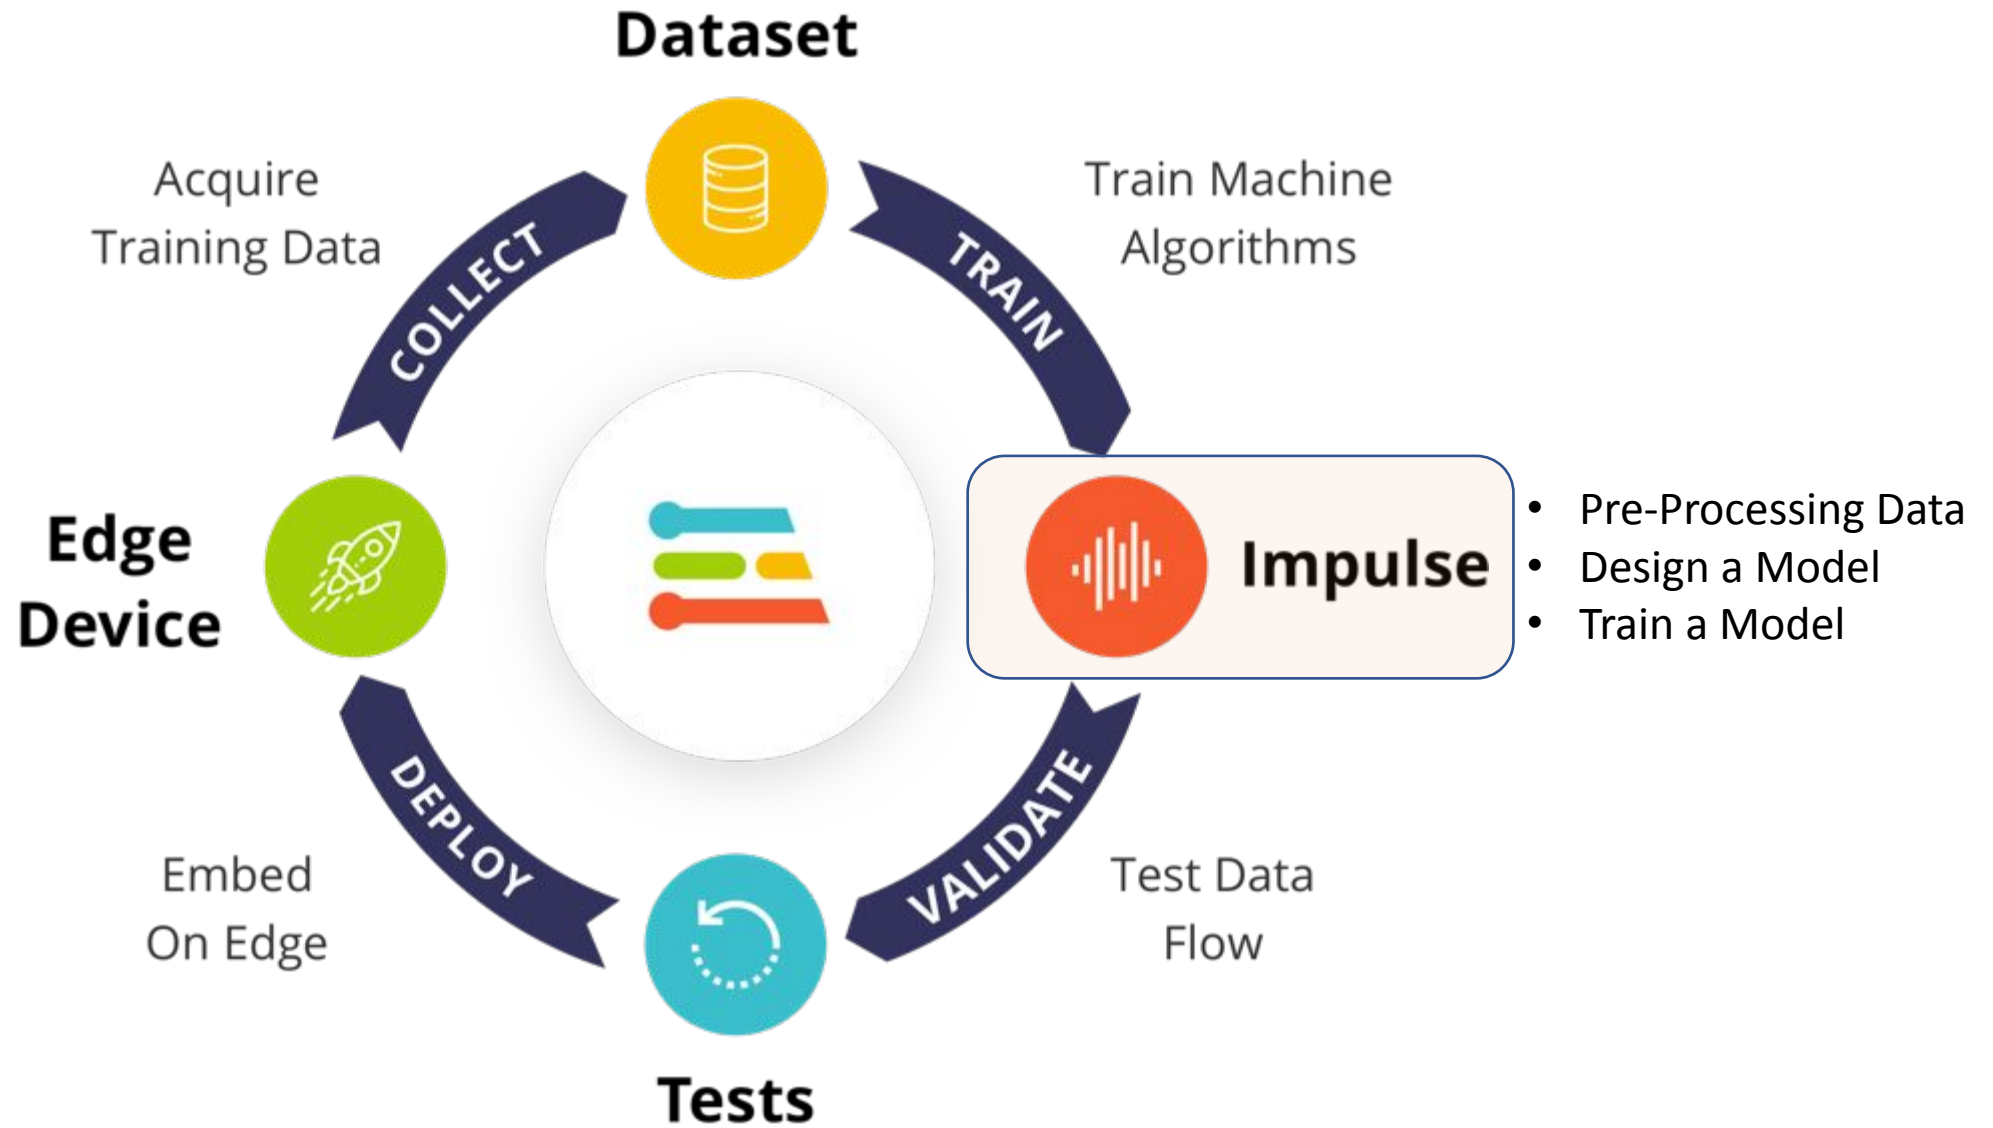 Dataset
Acquire
Training Data
COLLECT
TRAIN
Train Machine
Algorithms
Edge
Device
Impulse
• Pre-Processing Data
• Design a Model
• Train a Model
DEPLOY
VALIDATE
Embed
On Edge
Test Data
Flow
Tests